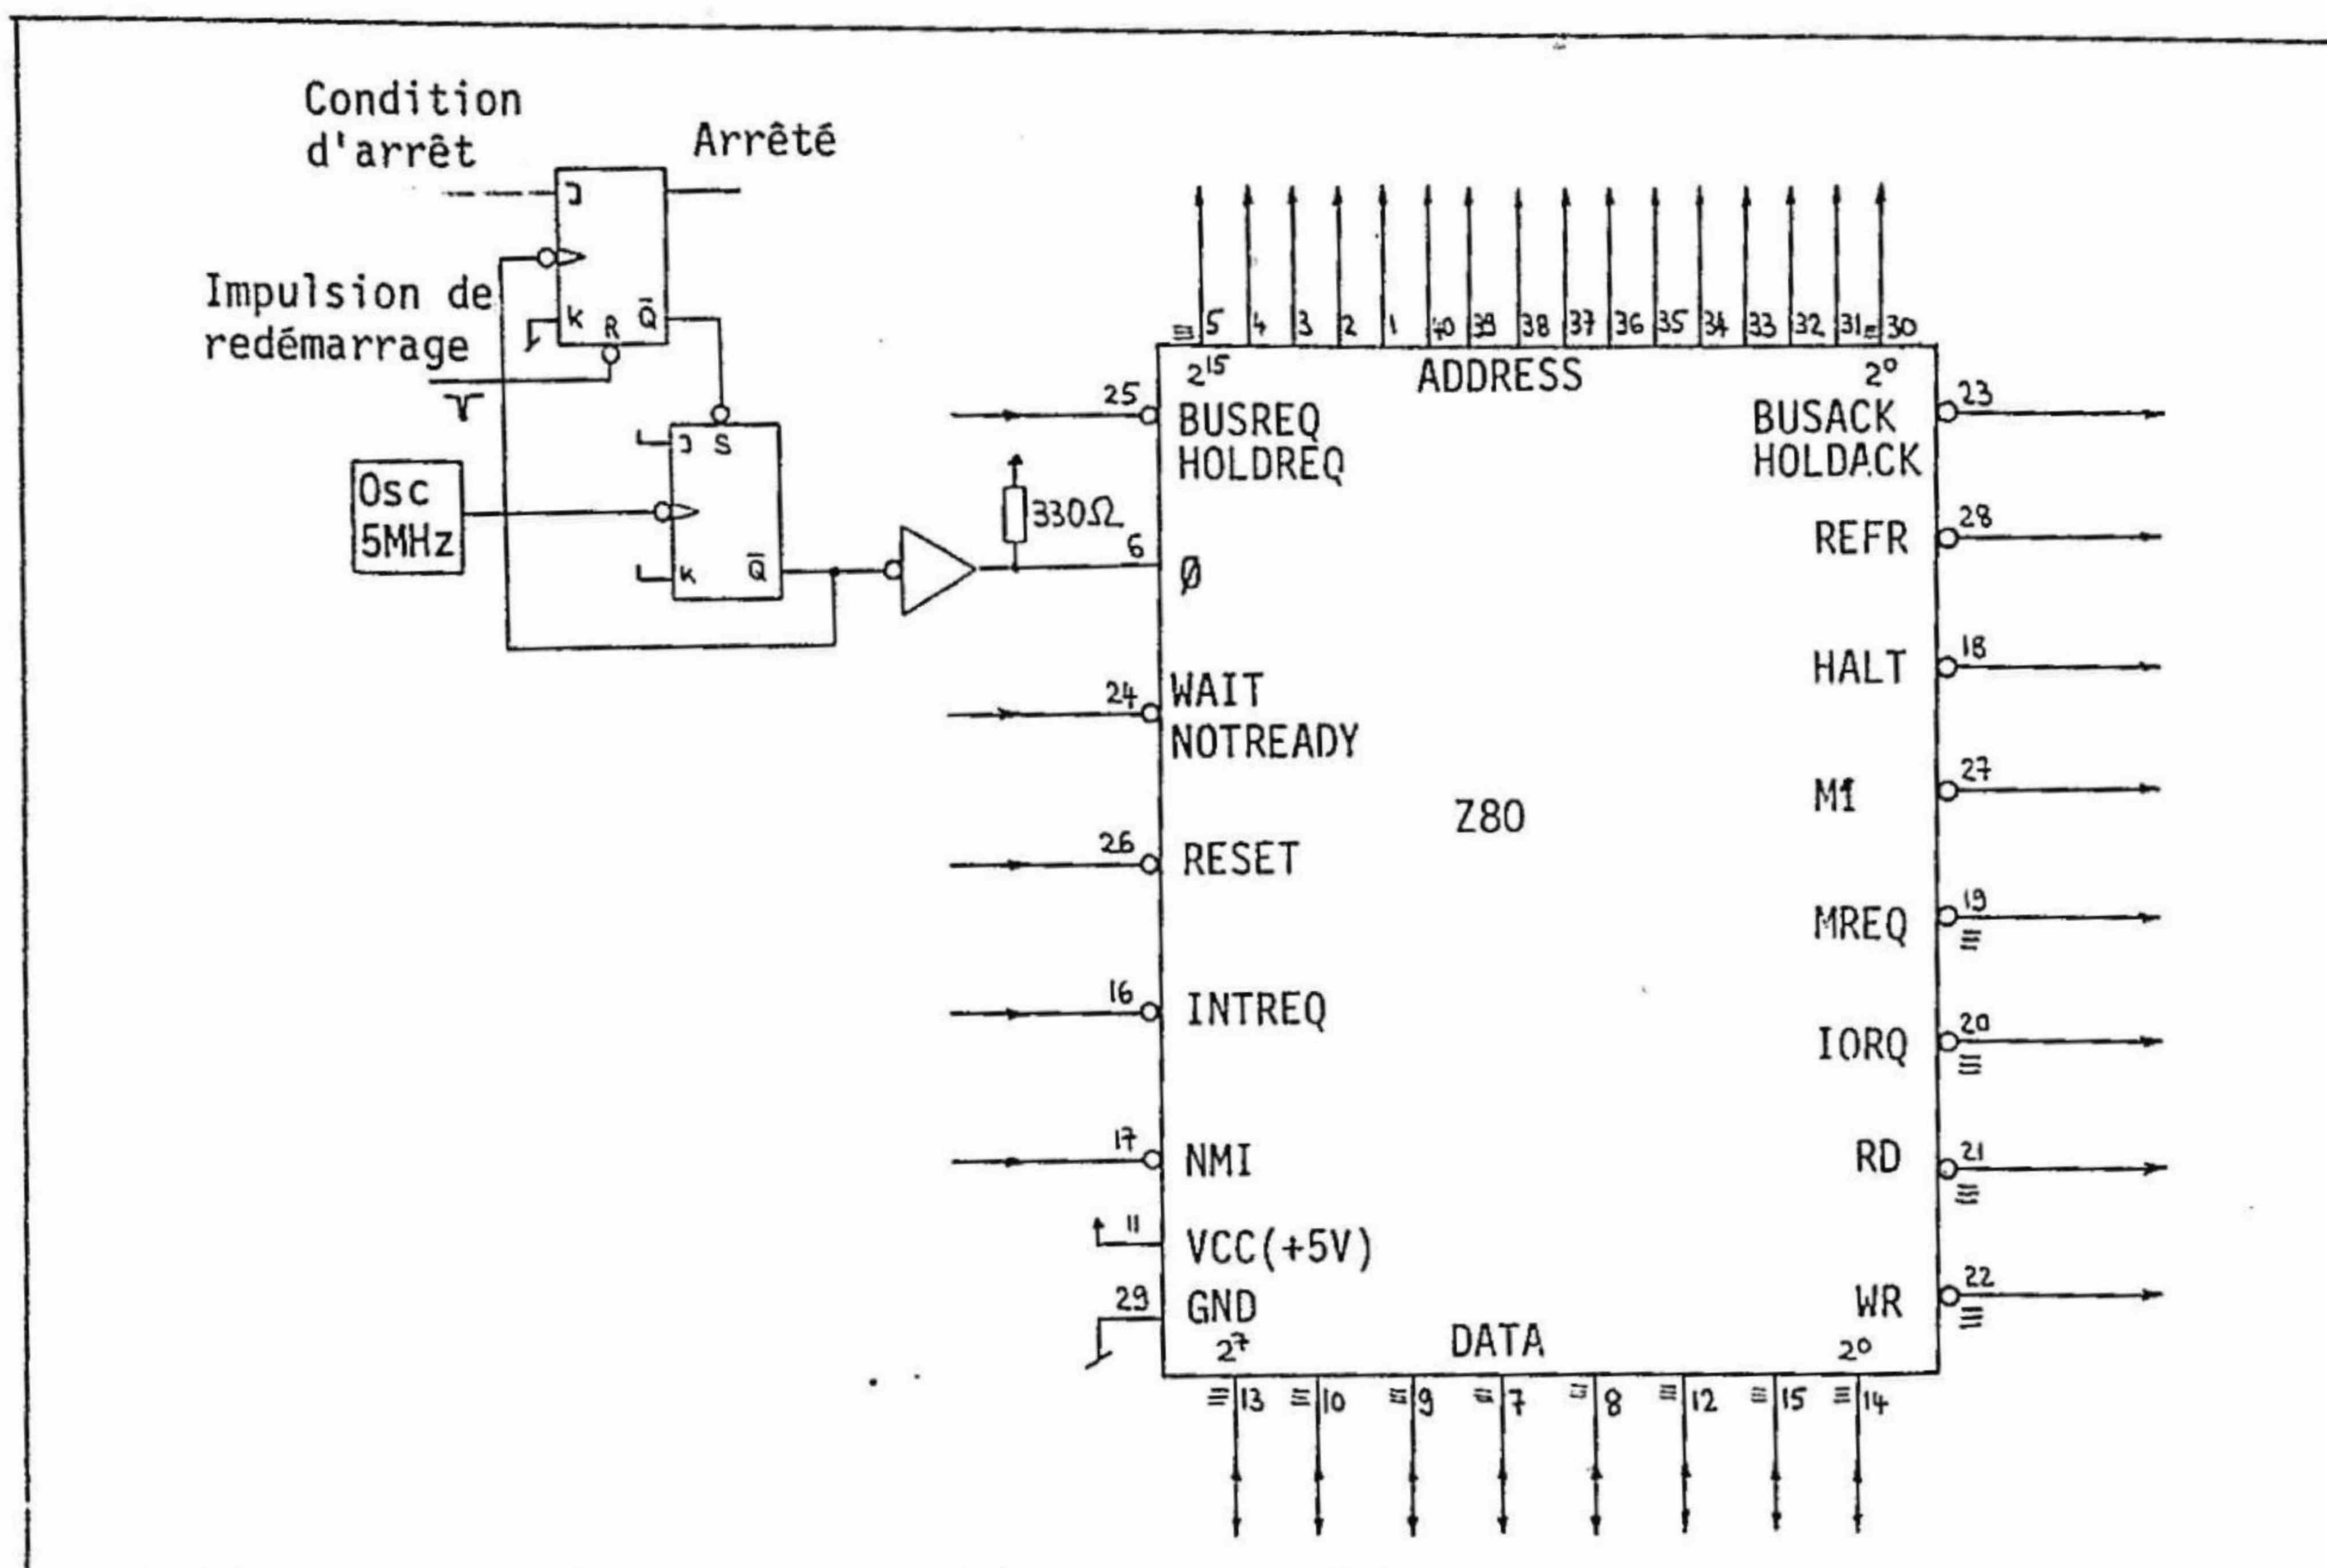 Condition
d'arrêt
Arrêté
J
Impulsion de
redémarrage
K R Q̄
5 4 3 2 1 40 39 38 37 36 35 34 33 32 31 30
2¹⁵ ADDRESS 2⁰
25 BUSREQ
HOLDREQ
BUSACK 23
HOLDACK
J S
Osc
5MHz
K Q̄
330Ω
6 Ø
REFR 28
HALT 18
24 WAIT
NOTREADY
M1 27
Z80
26 RESET
MREQ 19
16 INTREQ
IORQ 20
17 NMI
RD 21
11 VCC(+5V)
29 GND
WR 22
2⁷ DATA 2⁰
13 10 9 7 8 12 15 14